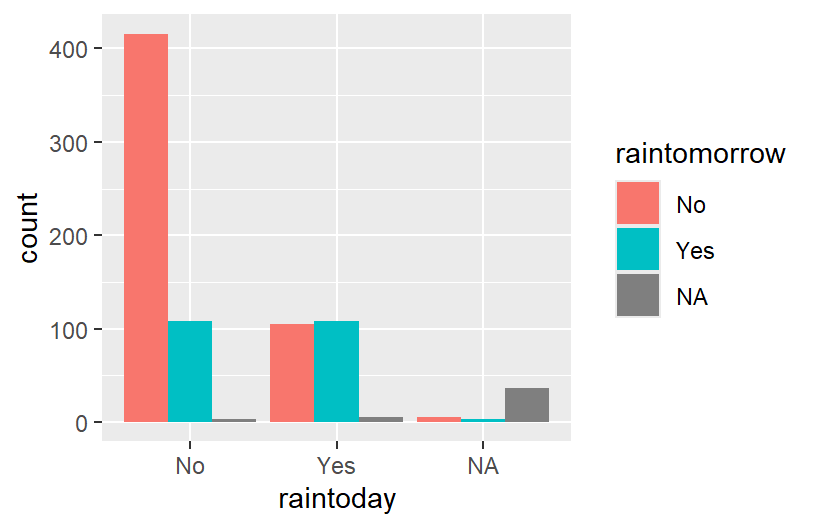 400
300
200
100
0
count
No
Yes
NA
raintoday
raintomorrow
No
Yes
NA